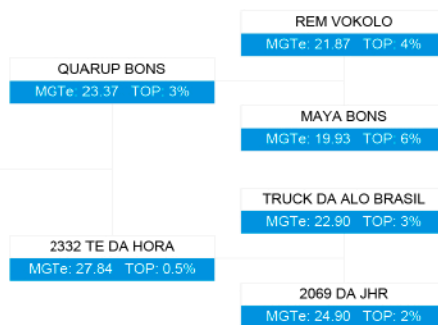 REM VOKOLO
MGTe: 21.87 TOP: 4%
QUARUP BONS
MGTe: 23.37 TOP: 3%
MAYA BONS
MGTe: 19.93 TOP: 6%
TRUCK DA ALO BRASIL
MGTe: 22.90 TOP: 3%
2332 TE DA HORA
MGTe: 27.84 TOP: 0.5%
2069 DA JHR
MGTe: 24.90 TOP: 2%